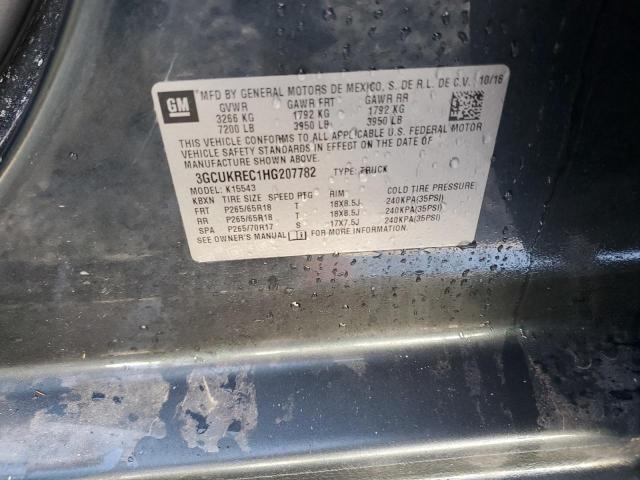 GM
MFD BY GENERAL MOTORS DE MEXICO, S. DE R.L. DE C.V. 10/16
GVWR GAWR FRT GAWR RR
3266 KG 1792 KG 1792 KG
7200 LB 3950 LB 3950 LB
THIS VEHICLE CONFORMS TO ALL APPLICABLE U.S. FEDERAL MOTOR
VEHICLE SAFETY STANDARDS IN EFFECT ON THE DATE OF
MANUFACTURE SHOWN ABOVE.
3GCUKREC1HG207782 TYPE: TRUCK
MODEL: K15543
KBXN TIRE SIZE SPEED RTG RIM COLD TIRE PRESSURE
FRT P265/65R18 T 18X8.5J 240KPA(35PSI)
RR P265/65R18 T 18X8.5J 240KPA(35PSI)
SPA P265/70R17 S 17X7.5J 240KPA(35PSI)
SEE OWNER'S MANUAL FOR MORE INFORMATION.